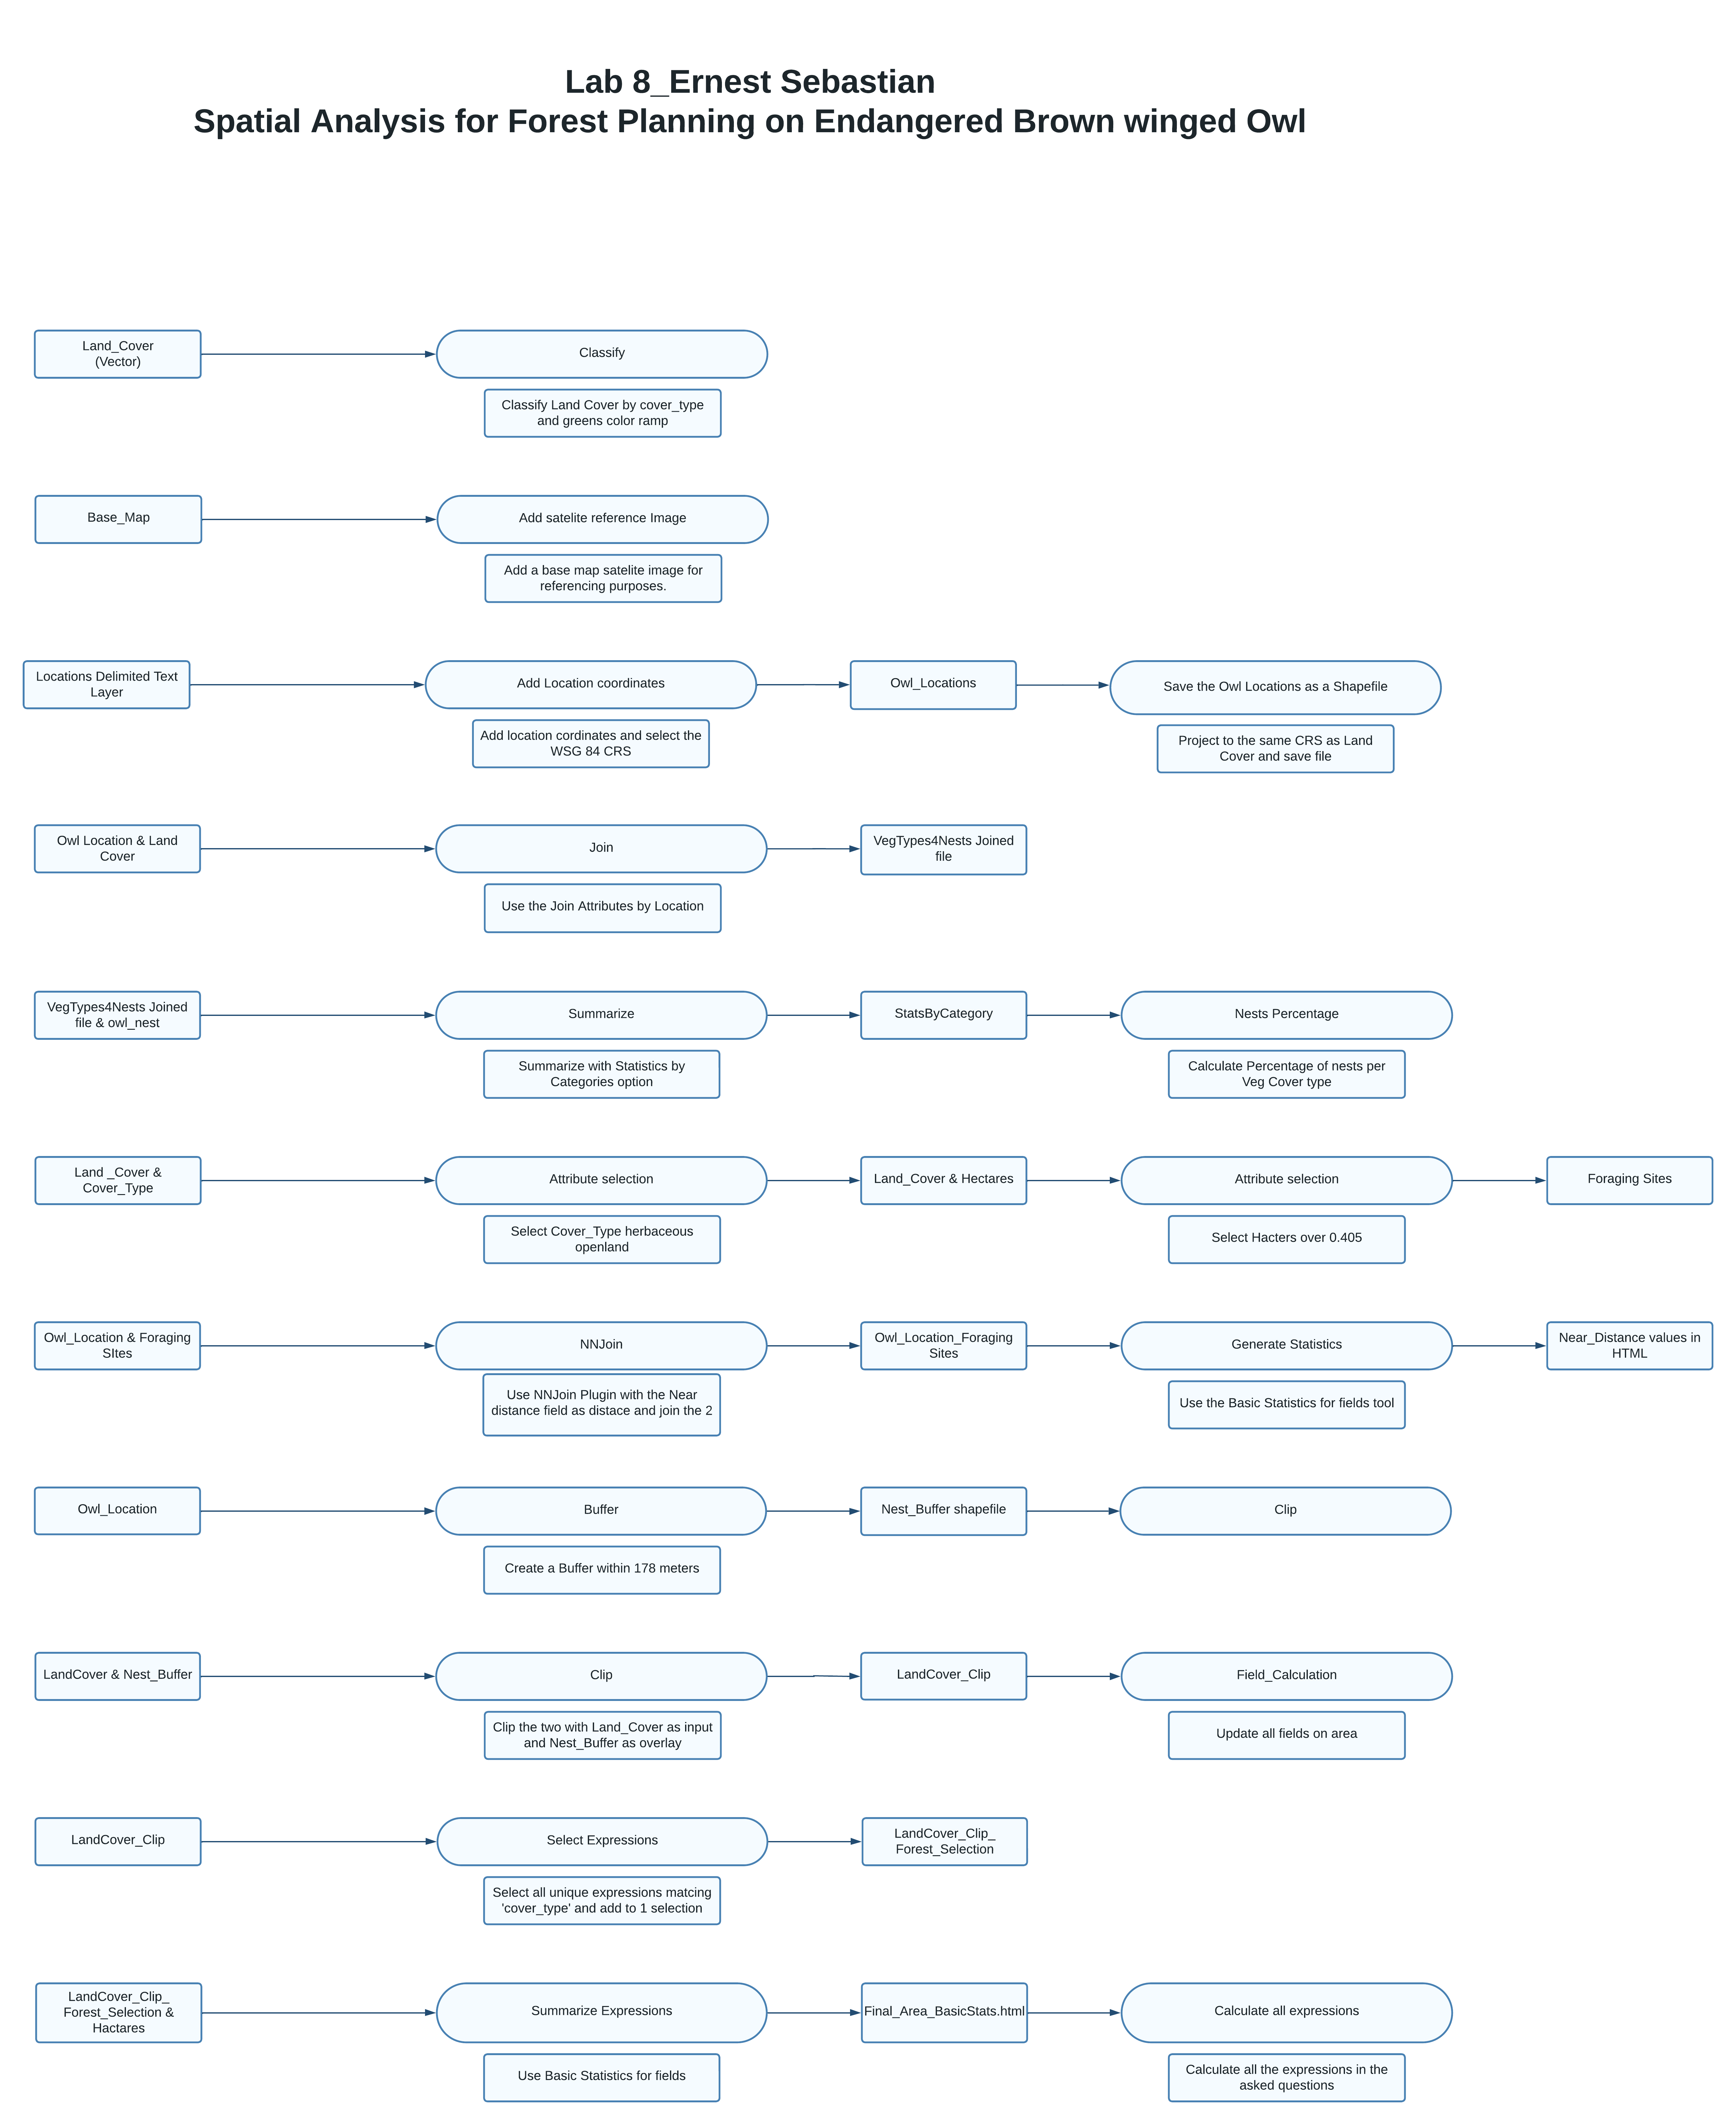 Lab 8_Ernest Sebastian
Spatial Analysis for Forest Planning on Endangered Brown winged Owl
Land_Cover
(Vector)
Classify
Classify Land Cover by cover_type
and greens color ramp
Base_Map
Add satelite reference Image
Add a base map satelite image for
referencing purposes.
Locations Delimited Text
Layer
Add Location coordinates
Add location cordinates and select the
WSG 84 CRS
Owl_Locations
Save the Owl Locations as a Shapefile
Project to the same CRS as Land
Cover and save file
Owl Location & Land
Cover
Join
Use the Join Attributes by Location
VegTypes4Nests Joined
file
VegTypes4Nests Joined
file & owl_nest
Summarize
Summarize with Statistics by
Categories option
StatsByCategory
Nests Percentage
Calculate Percentage of nests per
Veg Cover type
Land _Cover &
Cover_Type
Attribute selection
Select Cover_Type herbaceous
openland
Land_Cover & Hectares
Attribute selection
Select Hacters over 0.405
Foraging Sites
Owl_Location & Foraging
SItes
NNJoin
Use NNJoin Plugin with the Near
distance field as distace and join the 2
Owl_Location_Foraging
Sites
Generate Statistics
Use the Basic Statistics for fields tool
Near_Distance values in
HTML
Owl_Location
Buffer
Create a Buffer within 178 meters
Nest_Buffer shapefile
Clip
LandCover & Nest_Buffer
Clip
Clip the two with Land_Cover as input
and Nest_Buffer as overlay
LandCover_Clip
Field_Calculation
Update all fields on area
LandCover_Clip
Select Expressions
Select all unique expressions matcing
'cover_type' and add to 1 selection
LandCover_Clip_
Forest_Selection
LandCover_Clip_
Forest_Selection &
Hactares
Summarize Expressions
Use Basic Statistics for fields
Final_Area_BasicStats.html
Calculate all expressions
Calculate all the expressions in the
asked questions